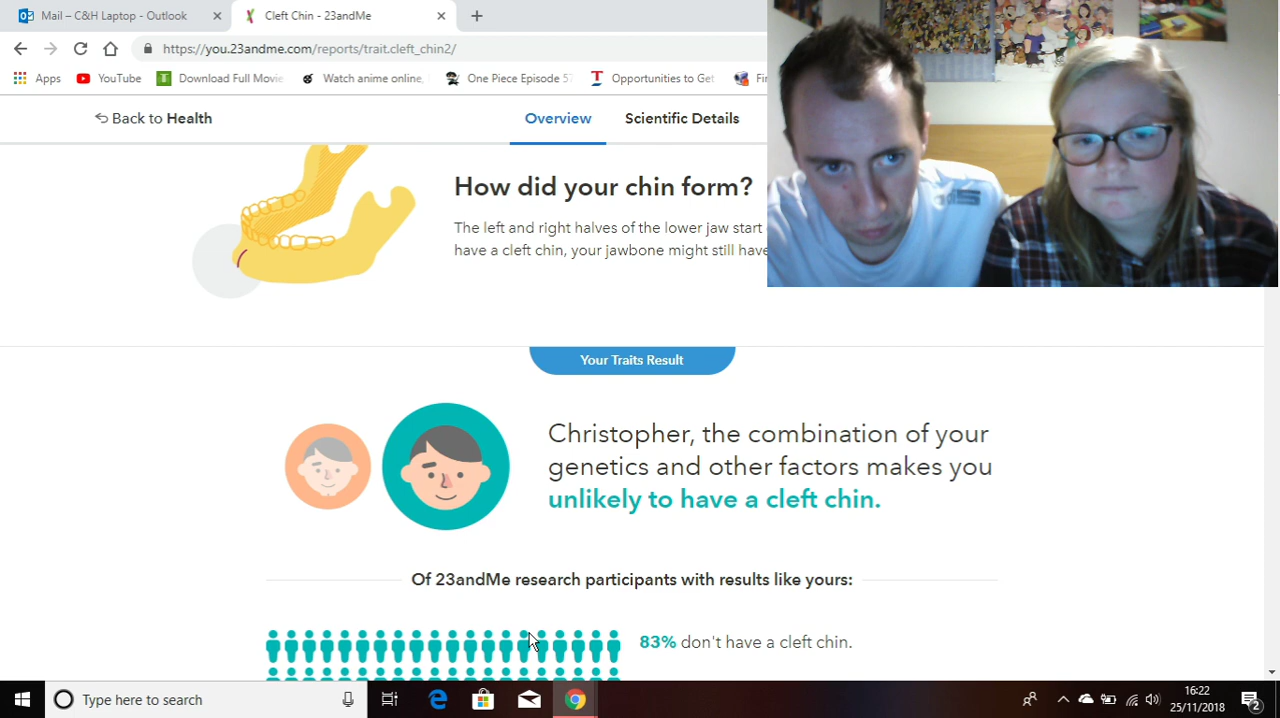 Mail – C&H Laptop - Outlook
Cleft Chin - 23andMe
https://you.23andme.com/reports/trait.cleft_chin2/
Apps
YouTube
Download Full Movie
Watch anime online,
One Piece Episode 57
Opportunities to Get
Back to Health
Overview
Scientific Details
How did your chin form?
The left and right halves of the lower jaw start
have a cleft chin, your jawbone might still have
Your Traits Result
Christopher, the combination of your
genetics and other factors makes you
unlikely to have a cleft chin.
Of 23andMe research participants with results like yours:
83% don't have a cleft chin.
Type here to search
16:22
25/11/2018
2